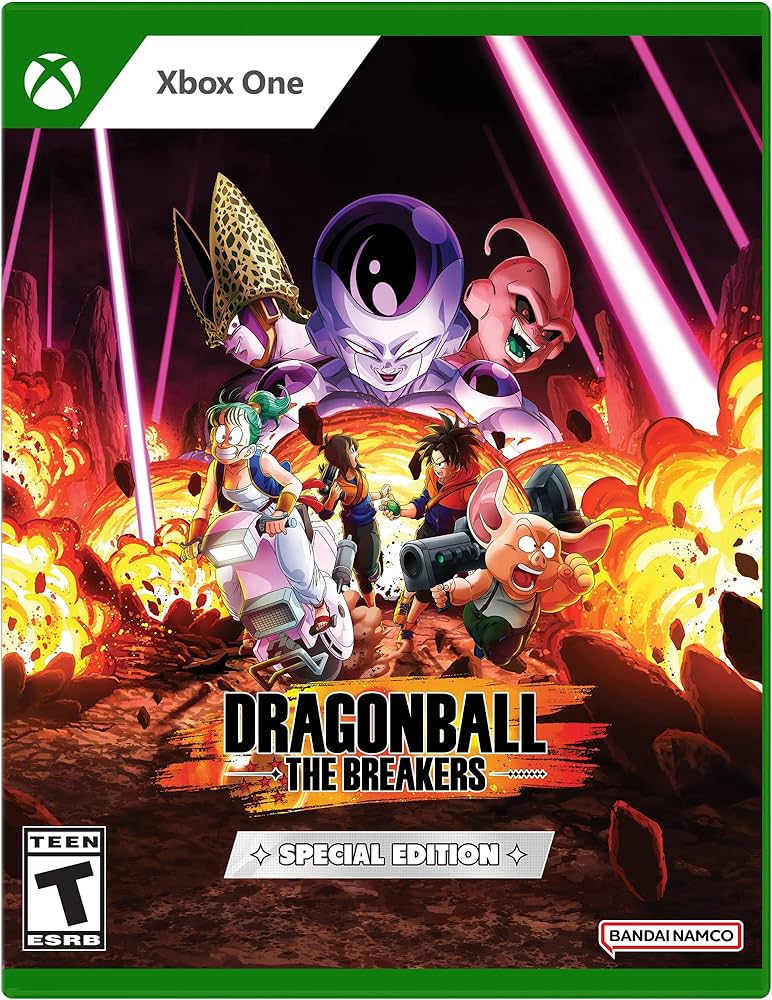 Xbox One
DRAGONBALL
THE BREAKERS
SPECIAL EDITION
TEEN
T
ESRB
BANDAI NAMCO